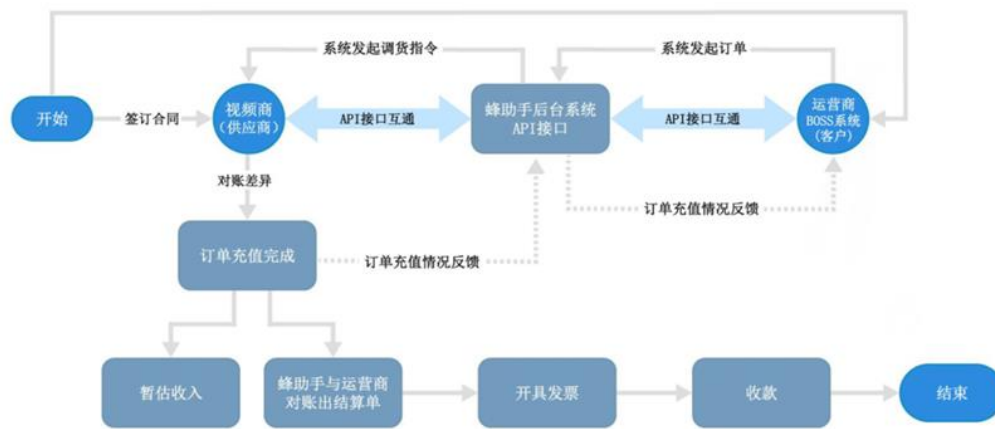 系统发起调货指令
系统发起订单
开始
签订合同
视频商
(供应商)
API接口互通
蜂助手后台系统
API接口
API接口互通
运营商
BOSS系统
(客户)
对账差异
订单充值情况反馈
订单充值完成
订单充值情况反馈
暂估收入
蜂助手与运营商
对账出结算单
开具发票
收款
结束